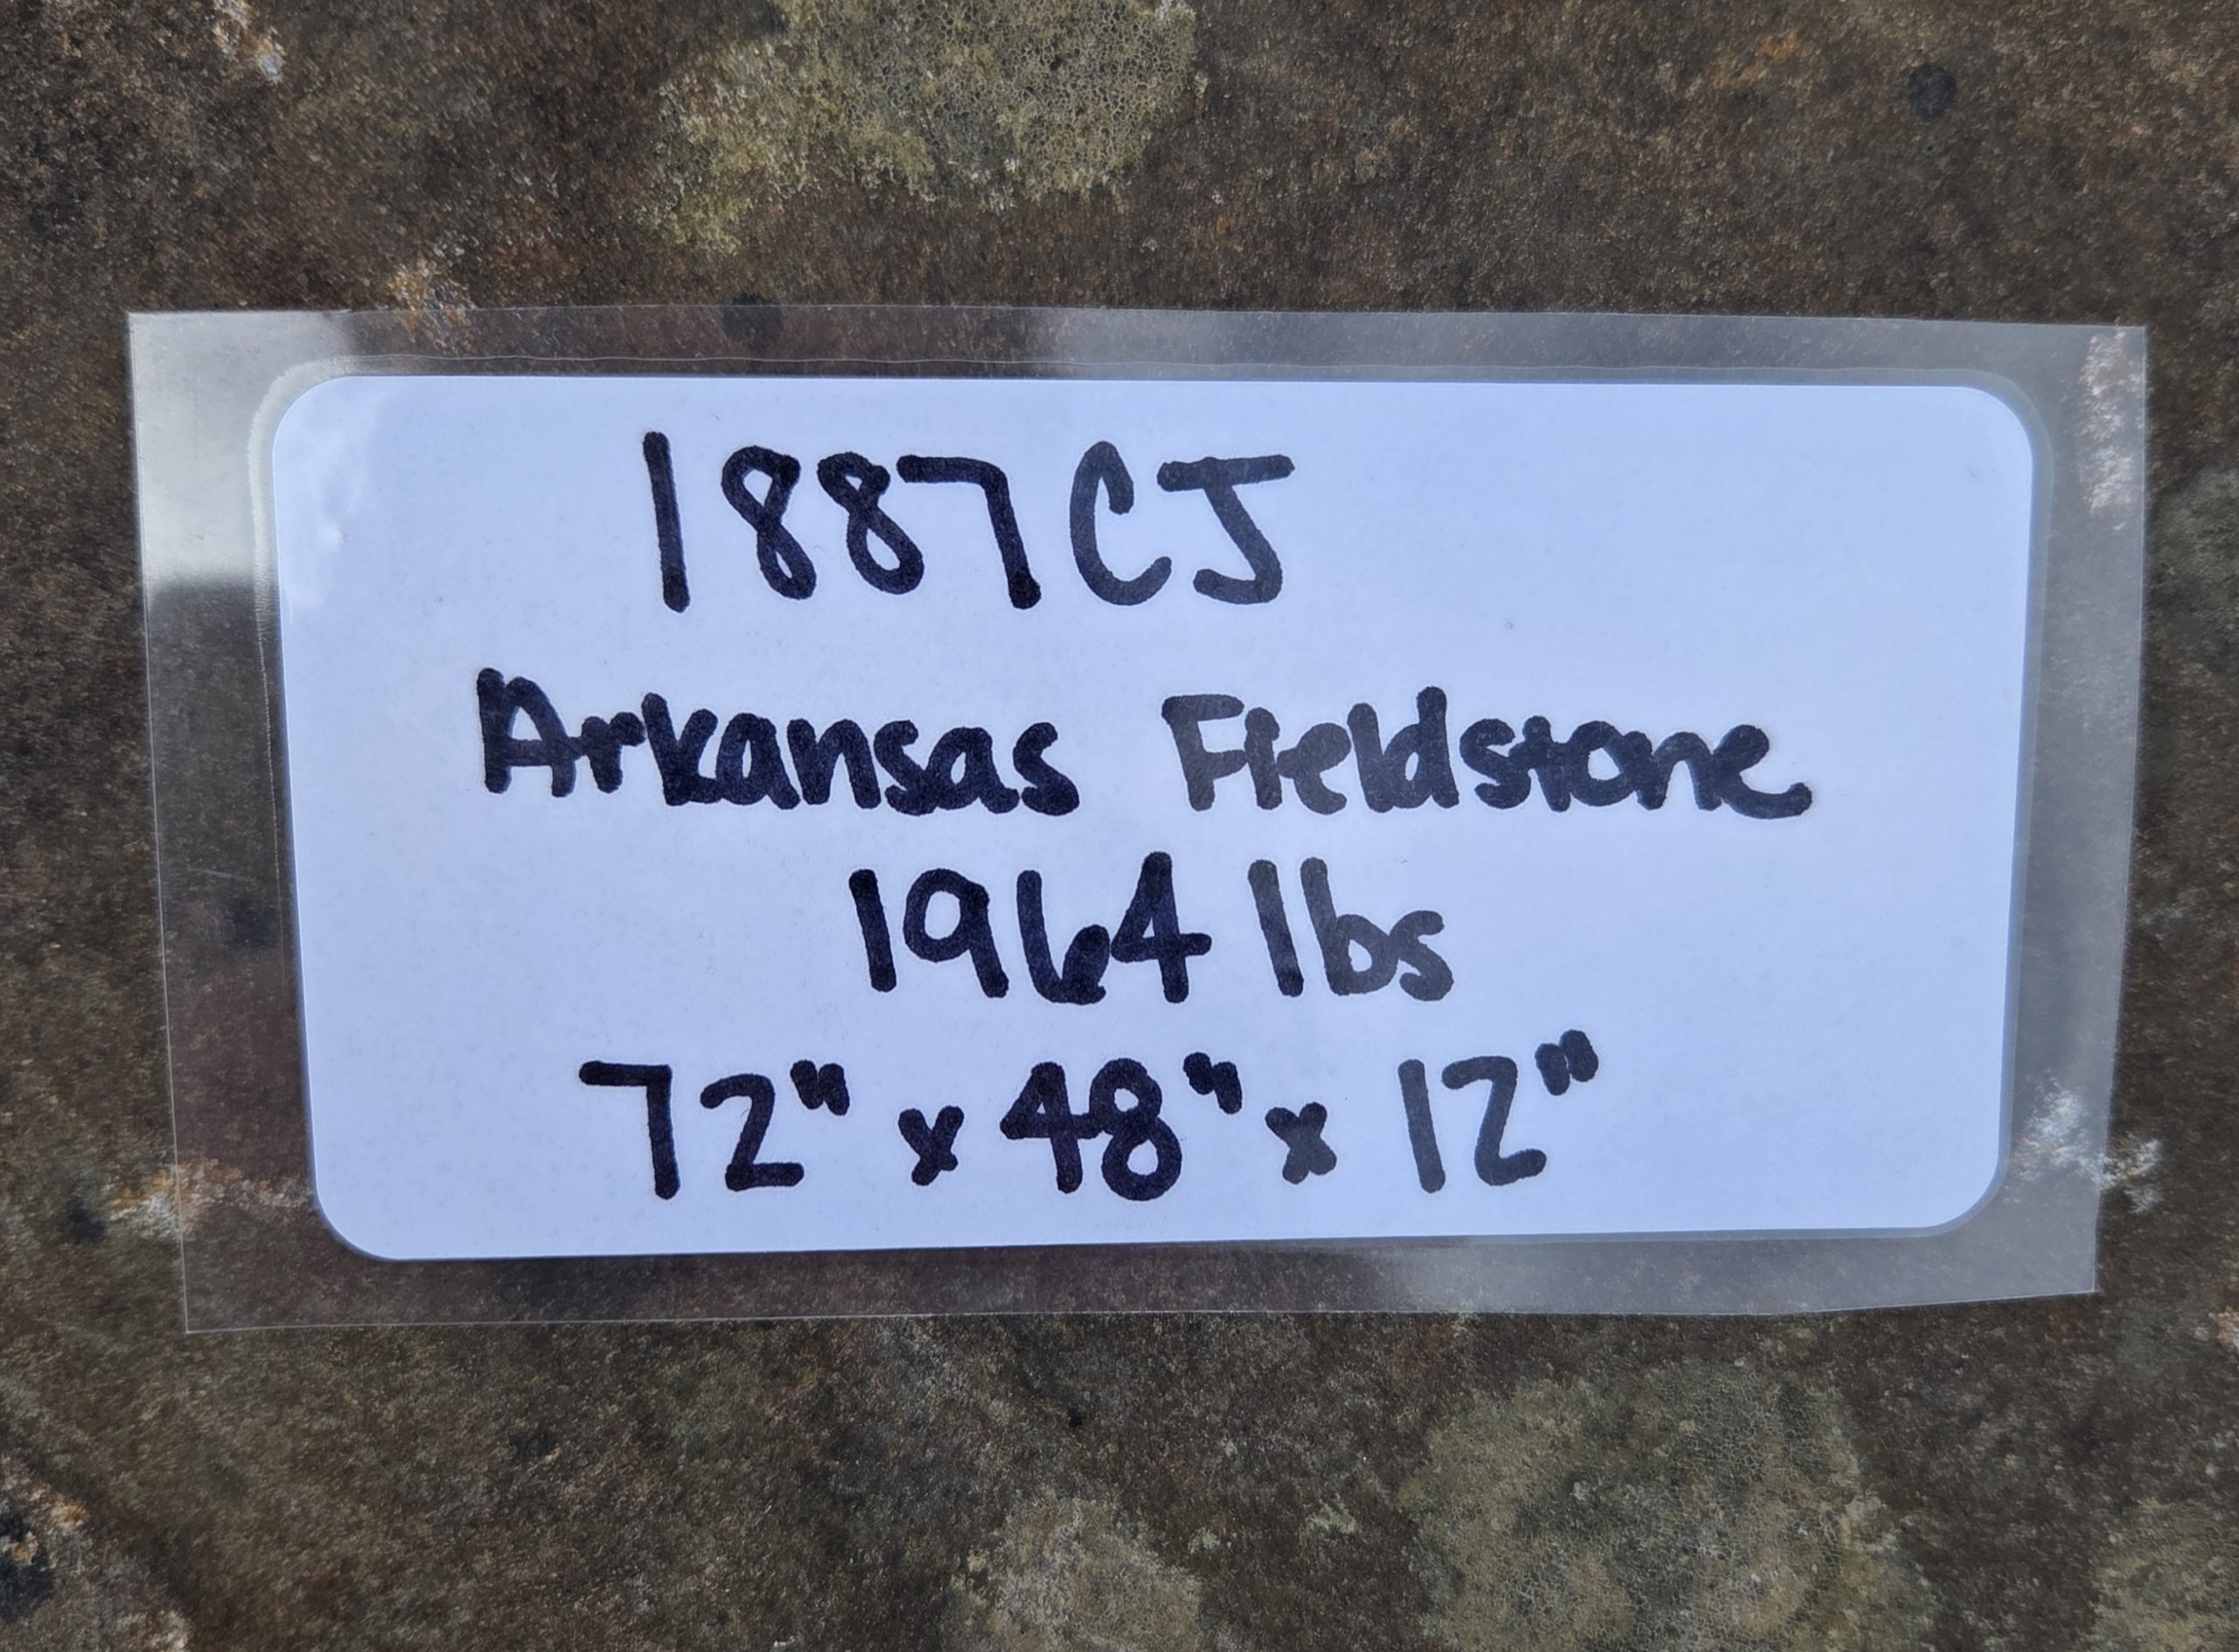 1887CJ
Arkansas Fieldstone
1964 lbs
72" x 48" x 12"